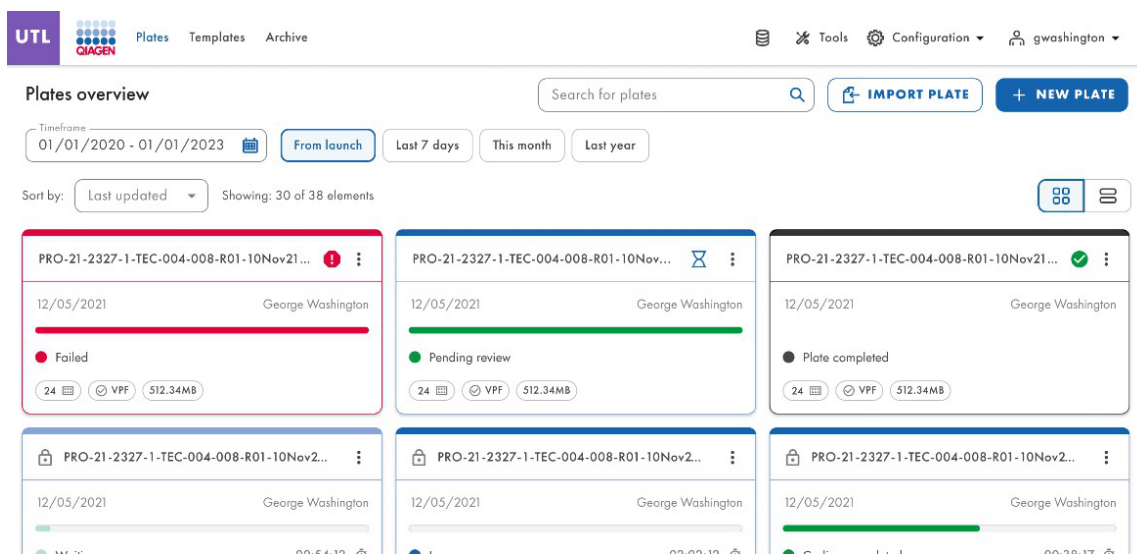 UTL
QIAGEN
Plates Templates Archive Tools Configuration gwashington
Plates overview
Search for plates
IMPORT PLATE
+ NEW PLATE
Timeframe
01/01/2020 - 01/01/2023
From launch Last 7 days This month Last year
Sort by: Last updated Showing: 30 of 38 elements
PRO-21-2327-1-TEC-004-008-R01-10Nov21...
12/05/2021 George Washington
Failed
24 VPF 512.34MB
PRO-21-2327-1-TEC-004-008-R01-10Nov...
12/05/2021 George Washington
Pending review
24 VPF 512.34MB
PRO-21-2327-1-TEC-004-008-R01-10Nov21...
12/05/2021 George Washington
Plate completed
24 VPF 512.34MB
PRO-21-2327-1-TEC-004-008-R01-10Nov2...
12/05/2021 George Washington
PRO-21-2327-1-TEC-004-008-R01-10Nov2...
12/05/2021 George Washington
PRO-21-2327-1-TEC-004-008-R01-10Nov2...
12/05/2021 George Washington